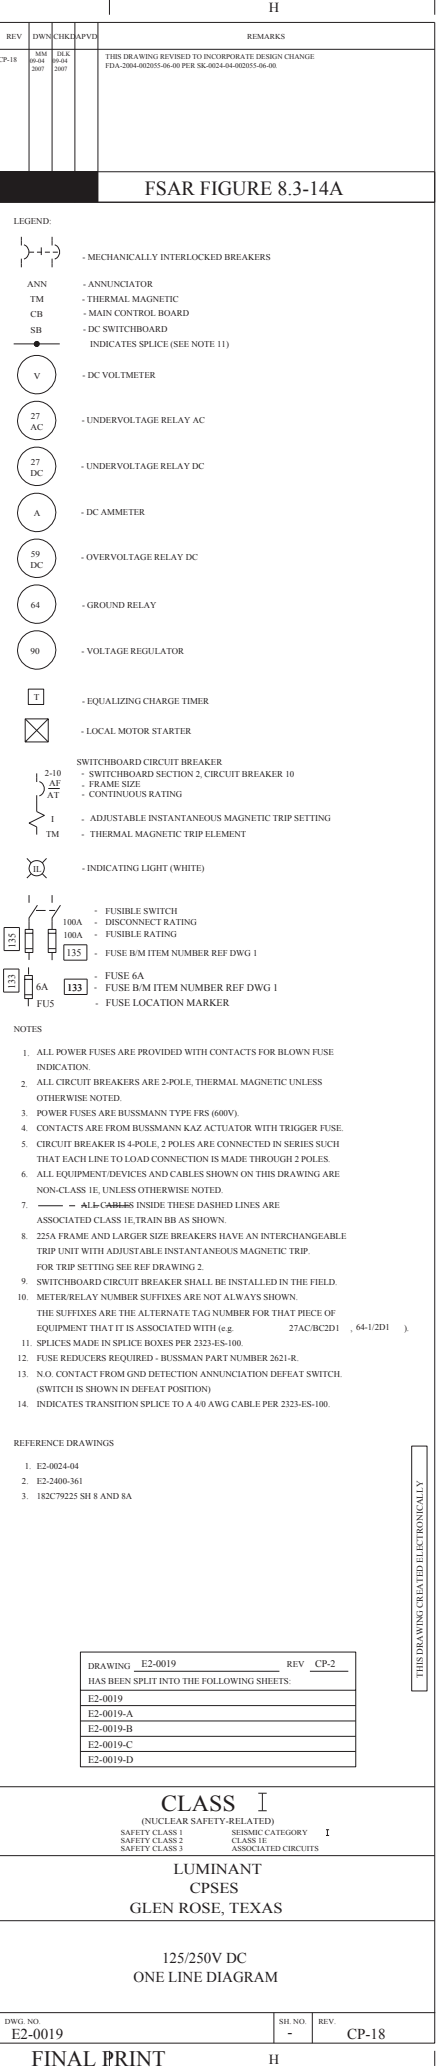 H
REV DWN CHKD APVD REMARKS
CP-18 MM 09-04 2007 DLK 09-04 2007 THIS DRAWING REVISED TO INCORPORATE DESIGN CHANGE
FDA-2004-002055-06-00 PER SK-0024-04-002055-06-00.
FSAR FIGURE 8.3-14A
LEGEND:
- MECHANICALLY INTERLOCKED BREAKERS
ANN - ANNUNCIATOR
TM - THERMAL MAGNETIC
CB - MAIN CONTROL BOARD
SB - DC SWITCHBOARD
INDICATES SPLICE (SEE NOTE 11)
V - DC VOLTMETER
27 AC - UNDERVOLTAGE RELAY AC
27 DC - UNDERVOLTAGE RELAY DC
A - DC AMMETER
59 DC - OVERVOLTAGE RELAY DC
64 - GROUND RELAY
90 - VOLTAGE REGULATOR
T - EQUALIZING CHARGE TIMER
- LOCAL MOTOR STARTER
SWITCHBOARD CIRCUIT BREAKER
2-10 - SWITCHBOARD SECTION 2, CIRCUIT BREAKER 10
AF - FRAME SIZE
AT - CONTINUOUS RATING
I - ADJUSTABLE INSTANTANEOUS MAGNETIC TRIP SETTING
TM - THERMAL MAGNETIC TRIP ELEMENT
IL - INDICATING LIGHT (WHITE)
- FUSIBLE SWITCH
100A - DISCONNECT RATING
100A - FUSIBLE RATING
135 135 - FUSE B/M ITEM NUMBER REF DWG 1
- FUSE 6A
133 6A 133 - FUSE B/M ITEM NUMBER REF DWG 1
FU5 - FUSE LOCATION MARKER
NOTES
1. ALL POWER FUSES ARE PROVIDED WITH CONTACTS FOR BLOWN FUSE
INDICATION.
2. ALL CIRCUIT BREAKERS ARE 2-POLE, THERMAL MAGNETIC UNLESS
OTHERWISE NOTED.
3. POWER FUSES ARE BUSSMANN TYPE FRS (600V).
4. CONTACTS ARE FROM BUSSMANN KAZ ACTUATOR WITH TRIGGER FUSE.
5. CIRCUIT BREAKER IS 4-POLE, 2 POLES ARE CONNECTED IN SERIES SUCH
THAT EACH LINE TO LOAD CONNECTION IS MADE THROUGH 2 POLES.
6. ALL EQUIPMENT/DEVICES AND CABLES SHOWN ON THIS DRAWING ARE
NON-CLASS 1E, UNLESS OTHERWISE NOTED.
7. ALL CABLES INSIDE THESE DASHED LINES ARE
ASSOCIATED CLASS 1E,TRAIN BB AS SHOWN.
8. 225A FRAME AND LARGER SIZE BREAKERS HAVE AN INTERCHANGEABLE
TRIP UNIT WITH ADJUSTABLE INSTANTANEOUS MAGNETIC TRIP.
FOR TRIP SETTING SEE REF DRAWING 2.
9. SWITCHBOARD CIRCUIT BREAKER SHALL BE INSTALLED IN THE FIELD.
10. METER/RELAY NUMBER SUFFIXES ARE NOT ALWAYS SHOWN.
THE SUFFIXES ARE THE ALTERNATE TAG NUMBER FOR THAT PIECE OF
EQUIPMENT THAT IT IS ASSOCIATED WITH (e.g. 27AC/BC2D1 , 64-1/2D1 ).
11. SPLICES MADE IN SPLICE BOXES PER 2323-ES-100.
12. FUSE REDUCERS REQUIRED - BUSSMAN PART NUMBER 2621-R.
13. N.O. CONTACT FROM GND DETECTION ANNUNCIATION DEFEAT SWITCH.
(SWITCH IS SHOWN IN DEFEAT POSITION)
14. INDICATES TRANSITION SPLICE TO A 4/0 AWG CABLE PER 2323-ES-100.
REFERENCE DRAWINGS
1. E2-0024-04
2. E2-2400-361
3. 182C79225 SH 8 AND 8A
THIS DRAWING CREATED ELECTRONICALLY
DRAWING E2-0019 REV CP-2
HAS BEEN SPLIT INTO THE FOLLOWING SHEETS:
E2-0019
E2-0019-A
E2-0019-B
E2-0019-C
E2-0019-D
CLASS I
(NUCLEAR SAFETY-RELATED)
SAFETY CLASS 1 SEISMIC CATEGORY I
SAFETY CLASS 2 CLASS 1E
SAFETY CLASS 3 ASSOCIATED CIRCUITS
LUMINANT
CPSES
GLEN ROSE, TEXAS
125/250V DC
ONE LINE DIAGRAM
DWG. NO. SH. NO. REV.
E2-0019 - CP-18
FINAL PRINT H